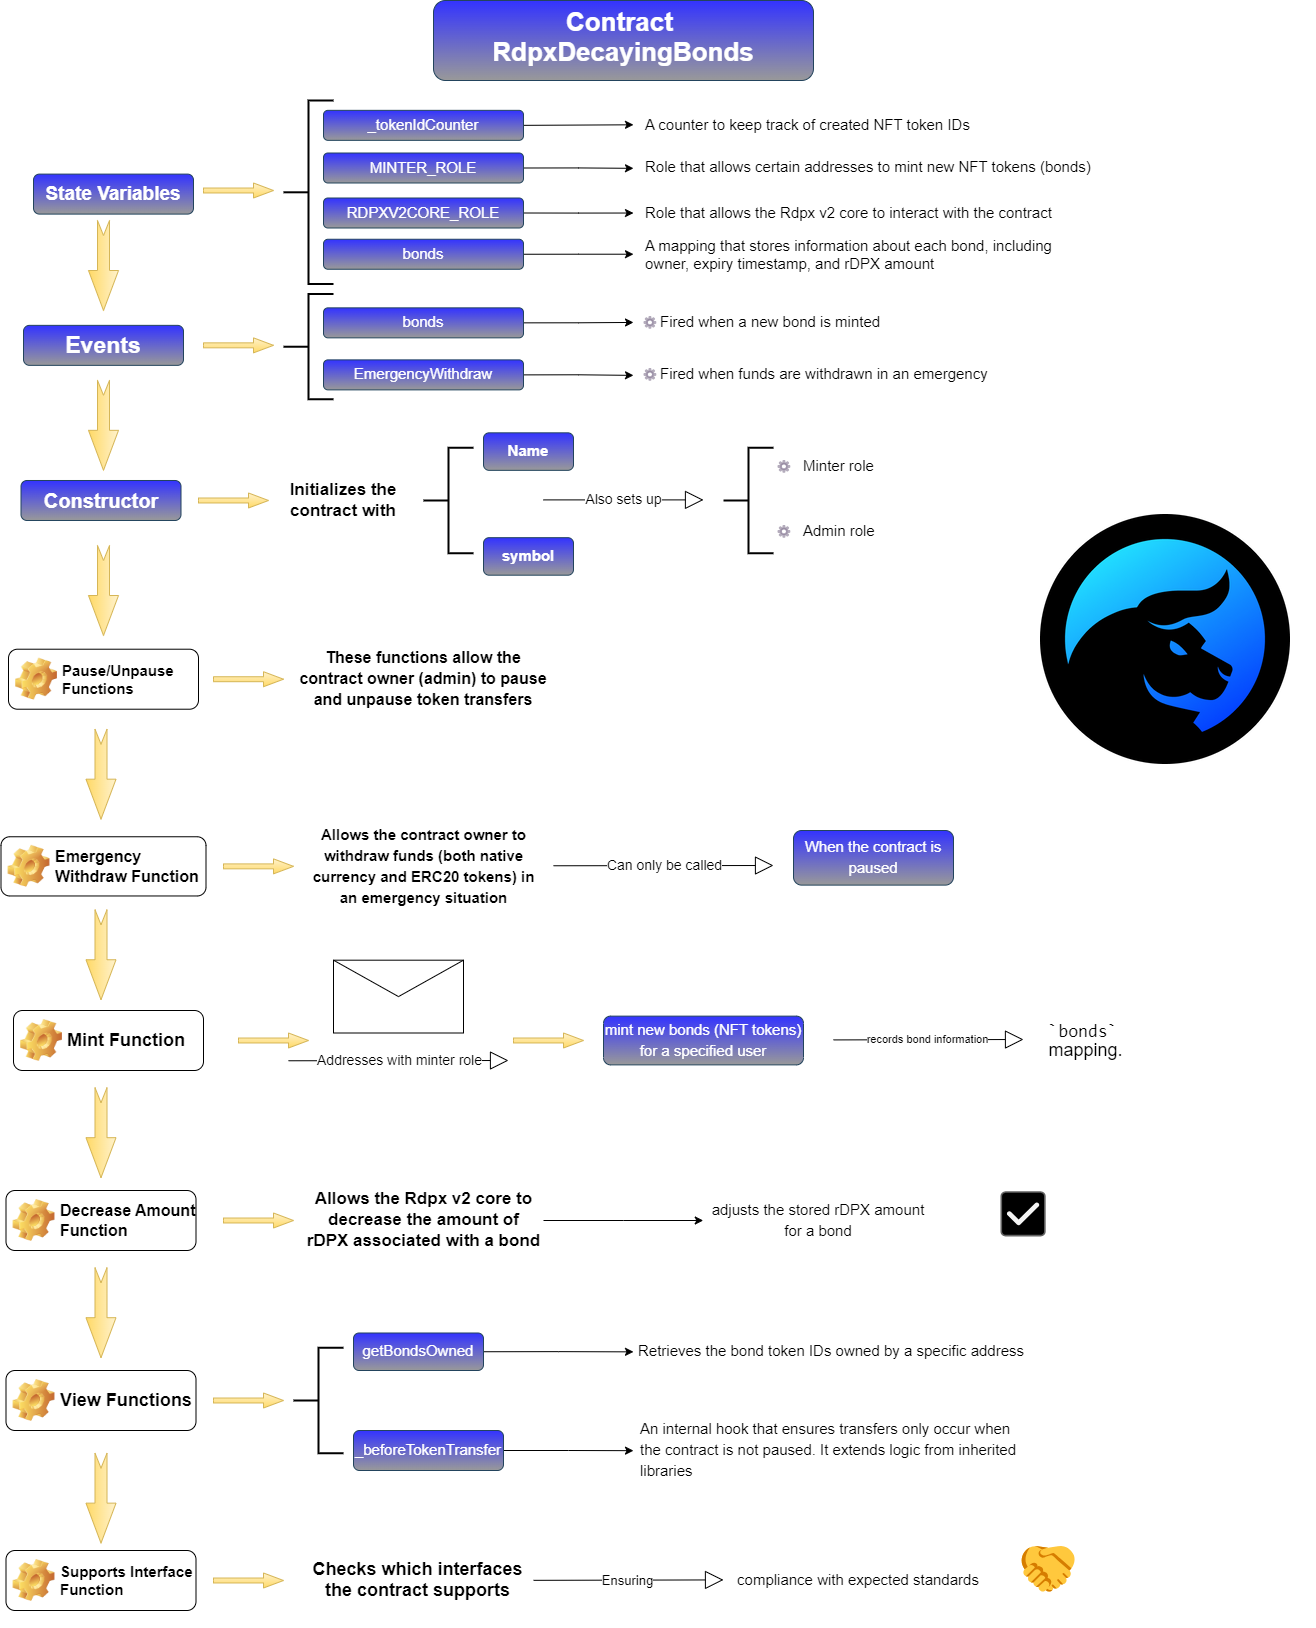 Contract
RdpxDecayingBonds
State Variables
_tokenIdCounter
A counter to keep track of created NFT token IDs
MINTER_ROLE
Role that allows certain addresses to mint new NFT tokens (bonds)
RDPXV2CORE_ROLE
Role that allows the Rdpx v2 core to interact with the contract
bonds
A mapping that stores information about each bond, including
owner, expiry timestamp, and rDPX amount
Events
bonds
Fired when a new bond is minted
EmergencyWithdraw
Fired when funds are withdrawn in an emergency
Constructor
Initializes the
contract with
Name
symbol
Also sets up
Minter role
Admin role
Pause/Unpause
Functions
These functions allow the
contract owner (admin) to pause
and unpause token transfers
Emergency
Withdraw Function
Allows the contract owner to
withdraw funds (both native
currency and ERC20 tokens) in
an emergency situation
Can only be called
When the contract is
paused
Mint Function
Addresses with minter role
mint new bonds (NFT tokens)
for a specified user
records bond information
`bonds`
mapping.
Decrease Amount
Function
Allows the Rdpx v2 core to
decrease the amount of
rDPX associated with a bond
adjusts the stored rDPX amount
for a bond
View Functions
getBondsOwned
Retrieves the bond token IDs owned by a specific address
_beforeTokenTransfer
An internal hook that ensures transfers only occur when
the contract is not paused. It extends logic from inherited
libraries
Supports Interface
Function
Checks which interfaces
the contract supports
Ensuring
compliance with expected standards